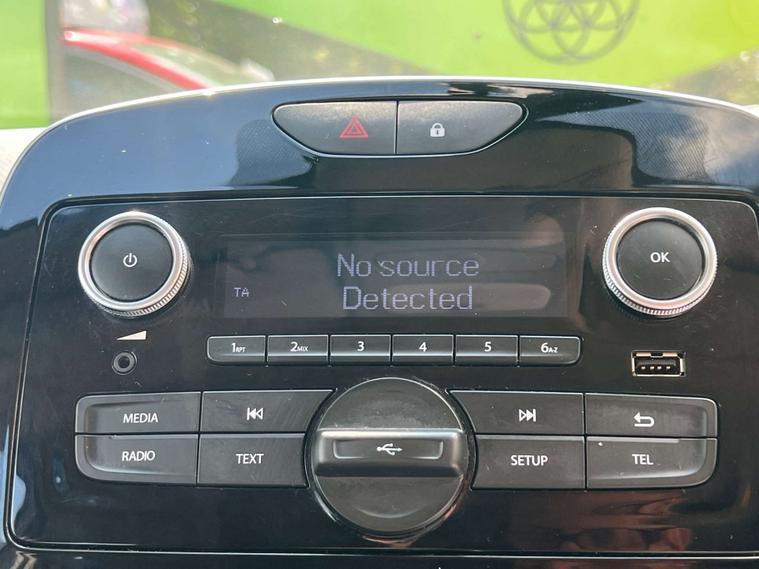 No source
TA
Detected
OK
1RPT
2MIX
3
4
5
6A-Z
MEDIA
RADIO
TEXT
SETUP
TEL